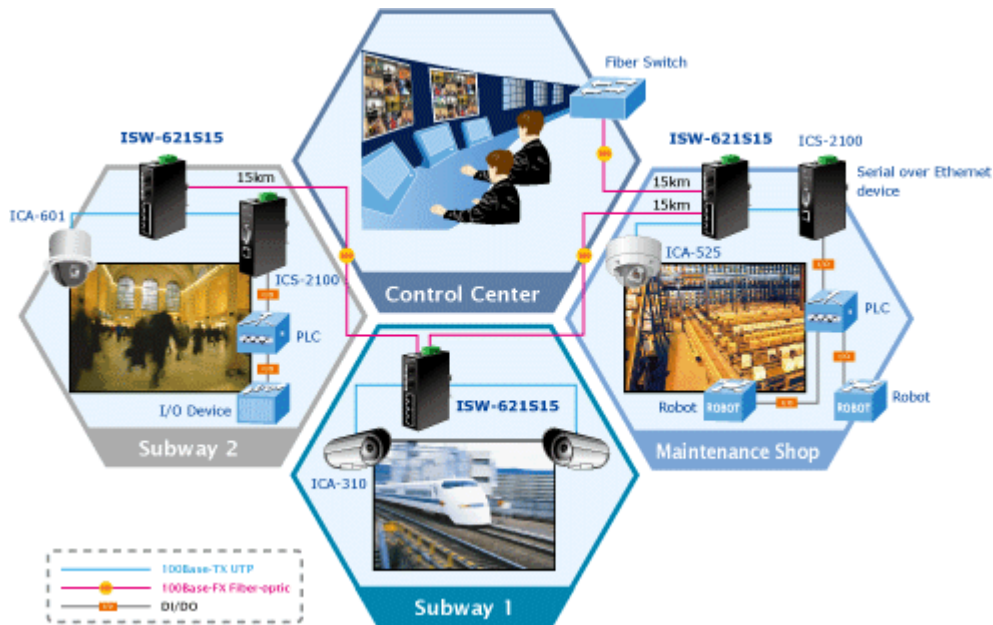 Fiber Switch
ISW-621S15
15km
ICA-601
ICS-2100
PLC
I/O Device
Subway 2
Control Center
ISW-621S15
ICS-2100
15km
15km
Serial over Ethernet
device
ICA-525
PLC
Robot
ROBOT
ROBOT
Robot
Maintenance Shop
ISW-621S15
ICA-310
Subway 1
100Base-TX UTP
100Base-FX Fiber-optic
DI/DO